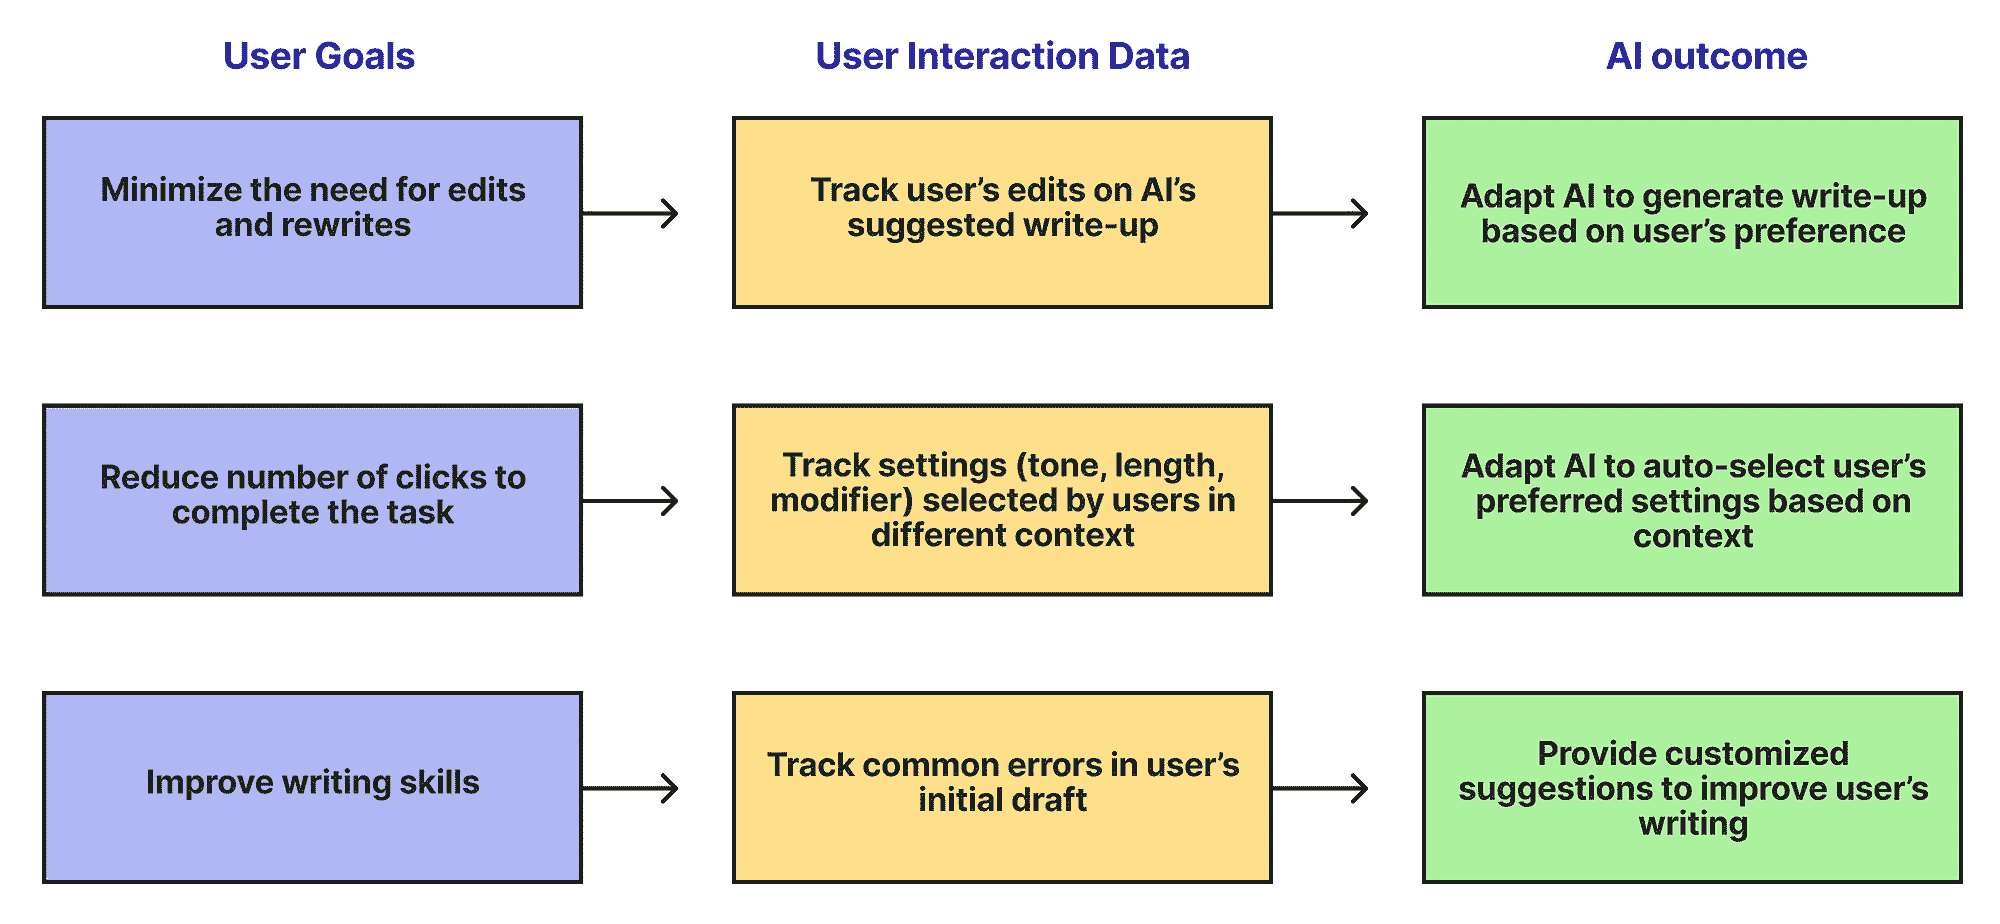 User Goals
User Interaction Data
AI outcome
Minimize the need for edits
and rewrites
Track user's edits on AI's
suggested write-up
Adapt AI to generate write-up
based on user's preference
Reduce number of clicks to
complete the task
Track settings (tone, length,
modifier) selected by users in
different context
Adapt AI to auto-select user's
preferred settings based on
context
Improve writing skills
Track common errors in user's
initial draft
Provide customized
suggestions to improve user's
writing